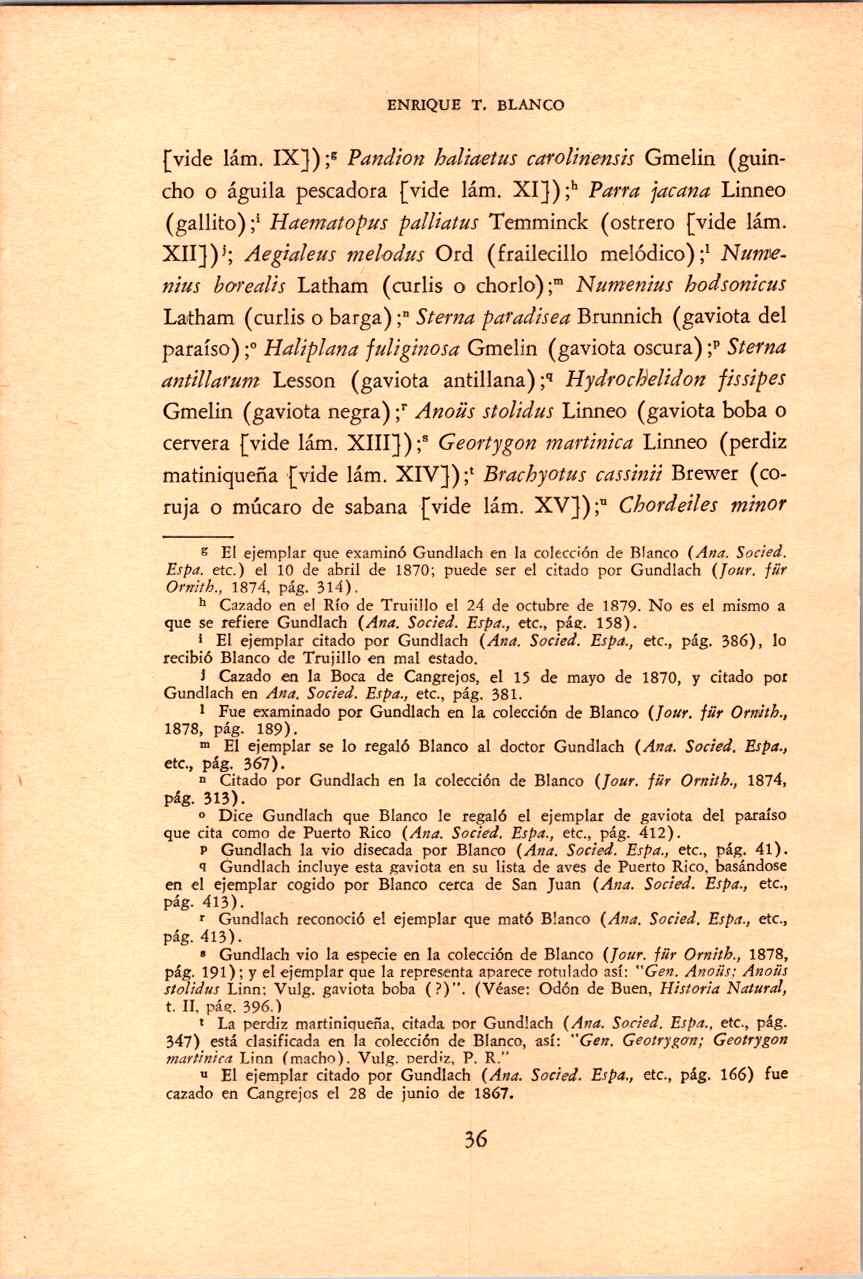 ENRIQUE T. BLANCO
[vide lám. IX]);ᵍ Pandion haliaetus carolinensis Gmelin (guin-
cho o águila pescadora [vide lám. XI]);ʰ Parra jacana Linneo
(gallito);ⁱ Haematopus palliatus Temminck (ostrero [vide lám.
XII])ʲ; Aegialeus melodus Ord (frailecillo melódico);ˡ Nume-
nius borealis Latham (curlis o chorlo);ᵐ Numenius hodsonicus
Latham (curlis o barga);ⁿ Sterna paradisea Brunnich (gaviota del
paraíso);ᵒ Haliplana fuliginosa Gmelin (gaviota oscura);ᵖ Sterna
antillarum Lesson (gaviota antillana);q Hydrochelidon fissipes
Gmelin (gaviota negra);ʳ Anoüs stolidus Linneo (gaviota boba o
cervera [vide lám. XIII]);ˢ Geortygon martinica Linneo (perdiz
matiniqueña [vide lám. XIV]);ᵗ Brachyotus cassinii Brewer (co-
ruja o múcaro de sabana [vide lám. XV]);ᵘ Chordeiles minor
g El ejemplar que examinó Gundlach en la colección de Blanco (Ana. Socied.
Espa. etc.) el 10 de abril de 1870; puede ser el citado por Gundlach (Jour. für
Ornith., 1874, pág. 314).
h Cazado en el Río de Trujillo el 24 de octubre de 1879. No es el mismo a
que se refiere Gundlach (Ana. Socied. Espa., etc., pág. 158).
i El ejemplar citado por Gundlach (Ana. Socied. Espa., etc., pág. 386), lo
recibió Blanco de Trujillo en mal estado.
j Cazado en la Boca de Cangrejos, el 15 de mayo de 1870, y citado por
Gundlach en Ana. Socied. Espa., etc., pág. 381.
l Fue examinado por Gundlach en la colección de Blanco (Jour. für Ornith.,
1878, pág. 189).
m El ejemplar se lo regaló Blanco al doctor Gundlach (Ana. Socied. Espa.,
etc., pág. 367).
n Citado por Gundlach en la colección de Blanco (Jour. für Ornith., 1874,
pág. 313).
o Dice Gundlach que Blanco le regaló el ejemplar de gaviota del paraíso
que cita como de Puerto Rico (Ana. Socied. Espa., etc., pág. 412).
p Gundlach la vio disecada por Blanco (Ana. Socied. Espa., etc., pág. 41).
q Gundlach incluye esta gaviota en su lista de aves de Puerto Rico, basándose
en el ejemplar cogido por Blanco cerca de San Juan (Ana. Socied. Espa., etc.,
pág. 413).
r Gundlach reconoció el ejemplar que mató Blanco (Ana. Socied. Espa., etc.,
pág. 413).
s Gundlach vio la especie en la colección de Blanco (Jour. für Ornith., 1878,
pág. 191); y el ejemplar que la representa aparece rotulado así: "Gen. Anoüs; Anoüs
stolidus Linn; Vulg. gaviota boba (?)". (Véase: Odón de Buen, Historia Natural,
t. II, pág. 396.)
t La perdiz martiniqueña, citada por Gundlach (Ana. Socied. Espa., etc., pág.
347) está clasificada en la colección de Blanco, así: "Gen. Geotrygon; Geotrygon
martinica Linn (macho). Vulg. perdiz, P. R."
u El ejemplar citado por Gundlach (Ana. Socied. Espa., etc., pág. 166) fue
cazado en Cangrejos el 28 de junio de 1867.
36